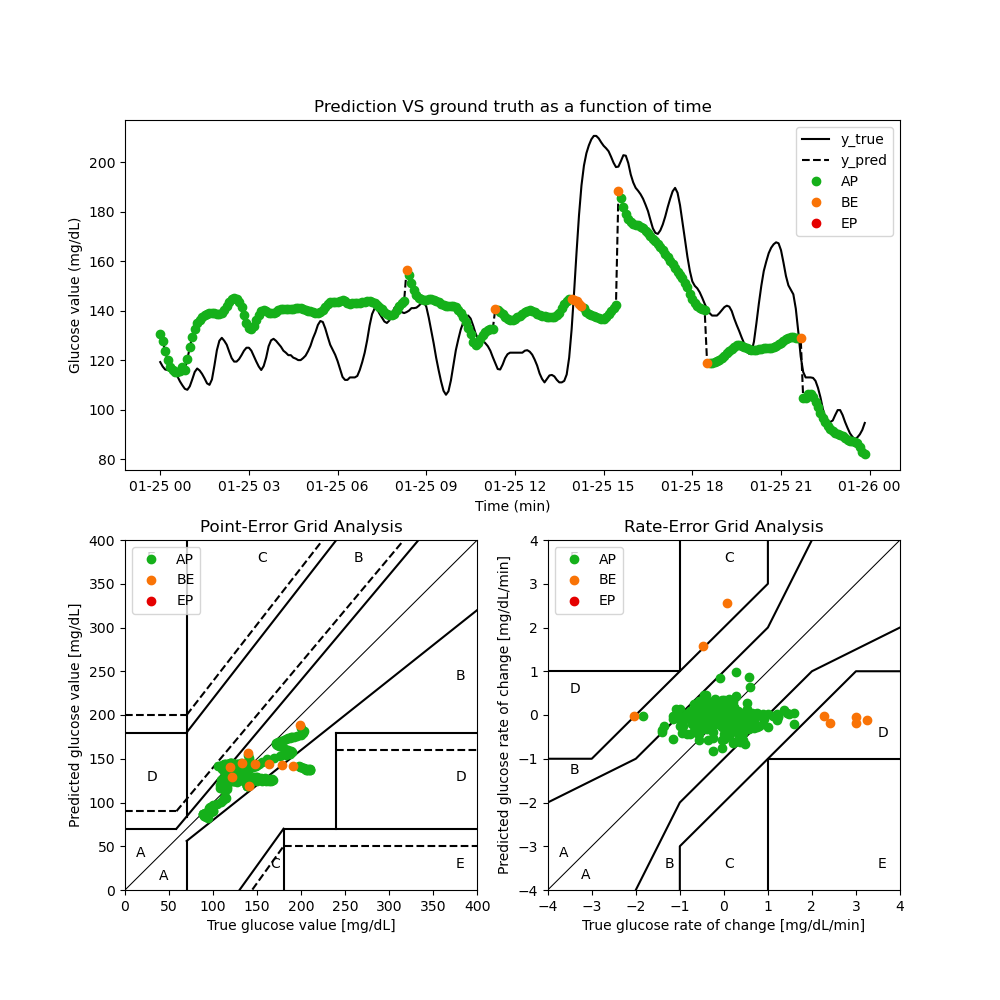 Prediction VS ground truth as a function of time
Glucose value (mg/dL)
200
180
160
140
120
100
80
y_true
y_pred
AP
BE
EP
01-25 00 01-25 03 01-25 06 01-25 09 01-25 12 01-25 15 01-25 18 01-25 21 01-26 00
Time (min)
Point-Error Grid Analysis
Predicted glucose value [mg/dL]
400
350
300
250
200
150
100
50
0
AP
BE
EP
C
B
B
D
D
A
A
C
E
0 50 100 150 200 250 300 350 400
True glucose value [mg/dL]
Rate-Error Grid Analysis
Predicted glucose rate of change [mg/dL/min]
4
3
2
1
0
−1
−2
−3
−4
AP
BE
EP
C
D
D
B
A
A
B
C
E
−4 −3 −2 −1 0 1 2 3 4
True glucose rate of change [mg/dL/min]